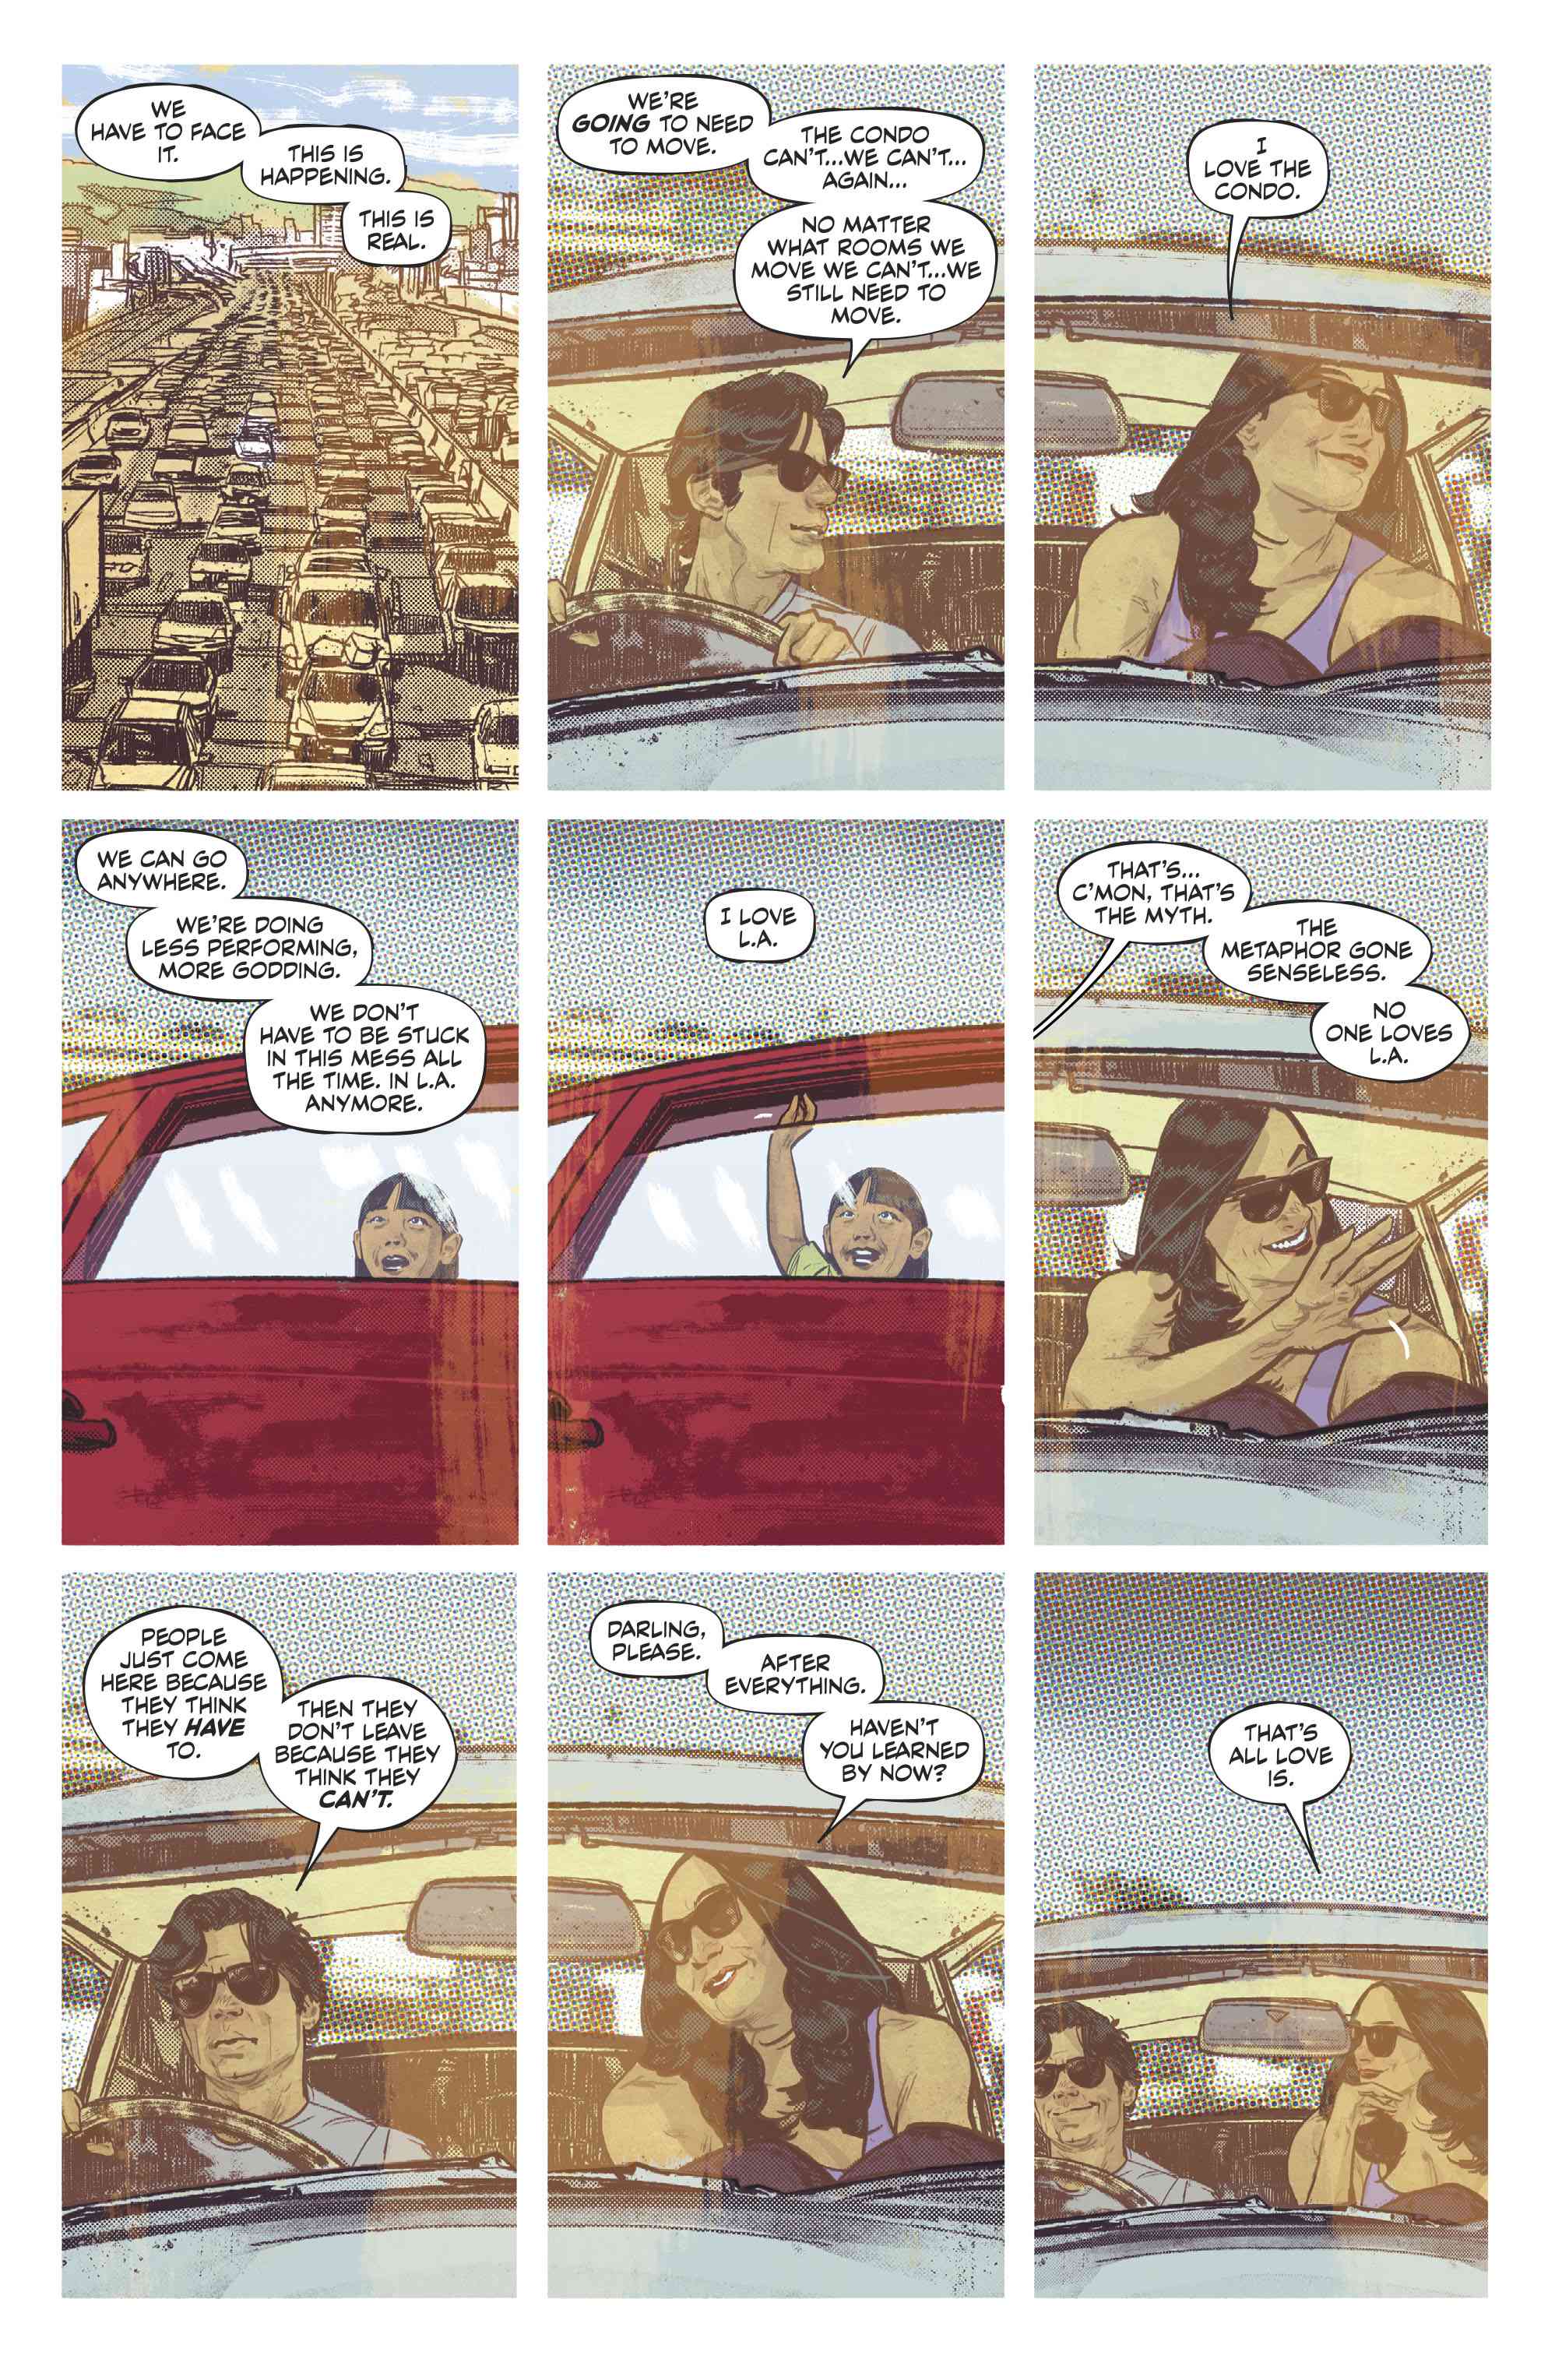 WE
HAVE TO FACE
IT.
THIS IS
HAPPENING.
THIS IS
REAL.
WE'RE
GOING TO NEED
TO MOVE.
THE CONDO
CAN'T...WE CAN'T...
AGAIN...
NO MATTER
WHAT ROOMS WE
MOVE WE CAN'T...WE
STILL NEED TO
MOVE.
I
LOVE THE
CONDO.
WE CAN GO
ANYWHERE.
WE'RE DOING
LESS PERFORMING,
MORE GODDING.
WE DON'T
HAVE TO BE STUCK
IN THIS MESS ALL
THE TIME. IN L.A.
ANYMORE.
I LOVE
L.A.
THAT'S...
C'MON, THAT'S
THE MYTH.
THE
METAPHOR GONE
SENSELESS.
NO
ONE LOVES
L.A.
PEOPLE
JUST COME
HERE BECAUSE
THEY THINK
THEY HAVE
TO.
THEN THEY
DON'T LEAVE
BECAUSE THEY
THINK THEY
CAN'T.
DARLING,
PLEASE.
AFTER
EVERYTHING.
HAVEN'T
YOU LEARNED
BY NOW?
THAT'S
ALL LOVE
IS.